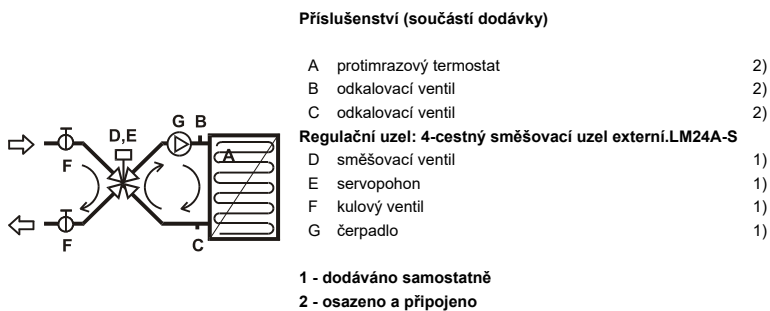 Příslušenství (součástí dodávky)
A protimrazový termostat 2)
B odkalovací ventil 2)
C odkalovací ventil 2)
Regulační uzel: 4-cestný směšovací uzel externí.LM24A-S
D směšovací ventil 1)
E servopohon 1)
F kulový ventil 1)
G čerpadlo 1)
1 - dodáváno samostatně
2 - osazeno a připojeno
G B
D,E
A
F
F
C